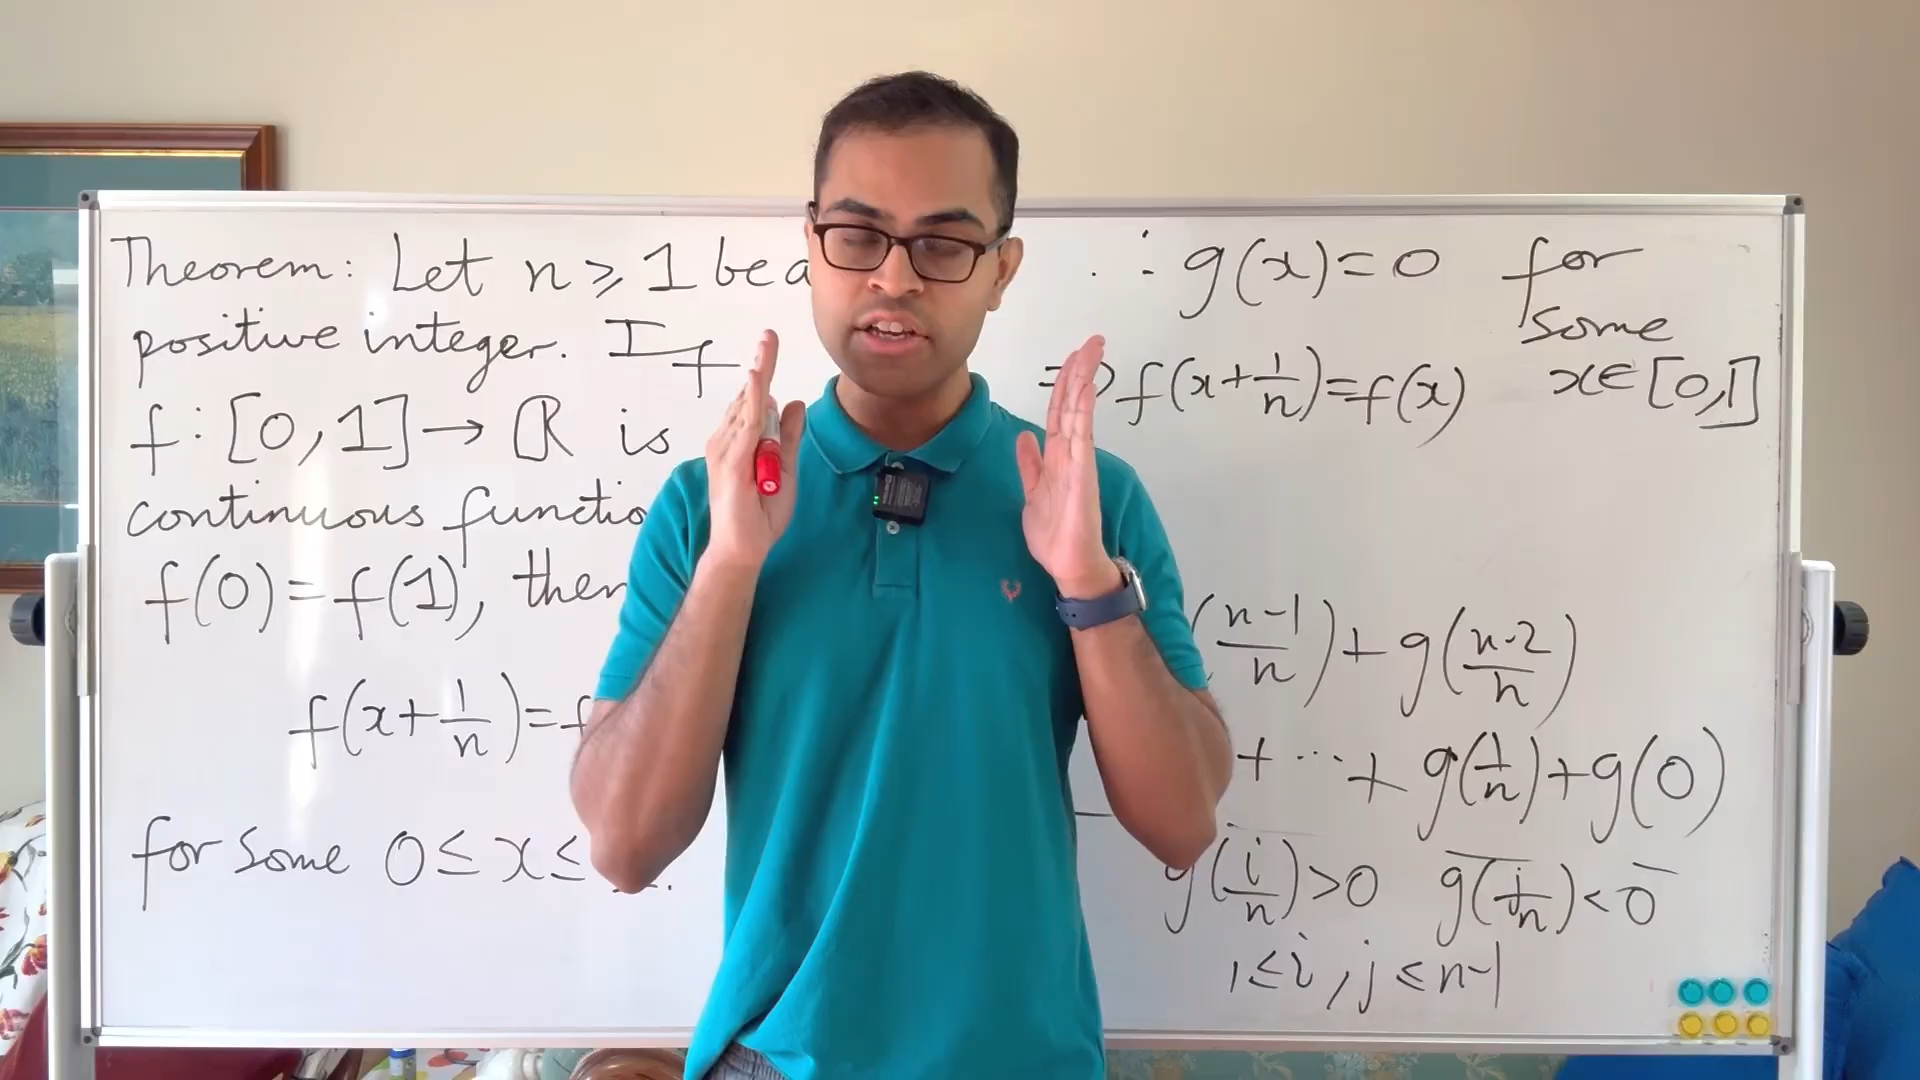 Theorem: Let n ≥ 1 be a
positive integer. If
f : [0,1] → ℝ is
continuous functio
f(0) = f(1), then
f(x + 1/n) = f
for some 0 ≤ x ≤
∴ g(x) = 0 for
some
⇒ f(x + 1/n) = f(x) x ∈ [0,1]
(n-1/n) + g(n-2/n)
+ ... + g(1/n) + g(0)
g(i/n) > 0 g(j/n) < 0
1 ≤ i, j ≤ n-1